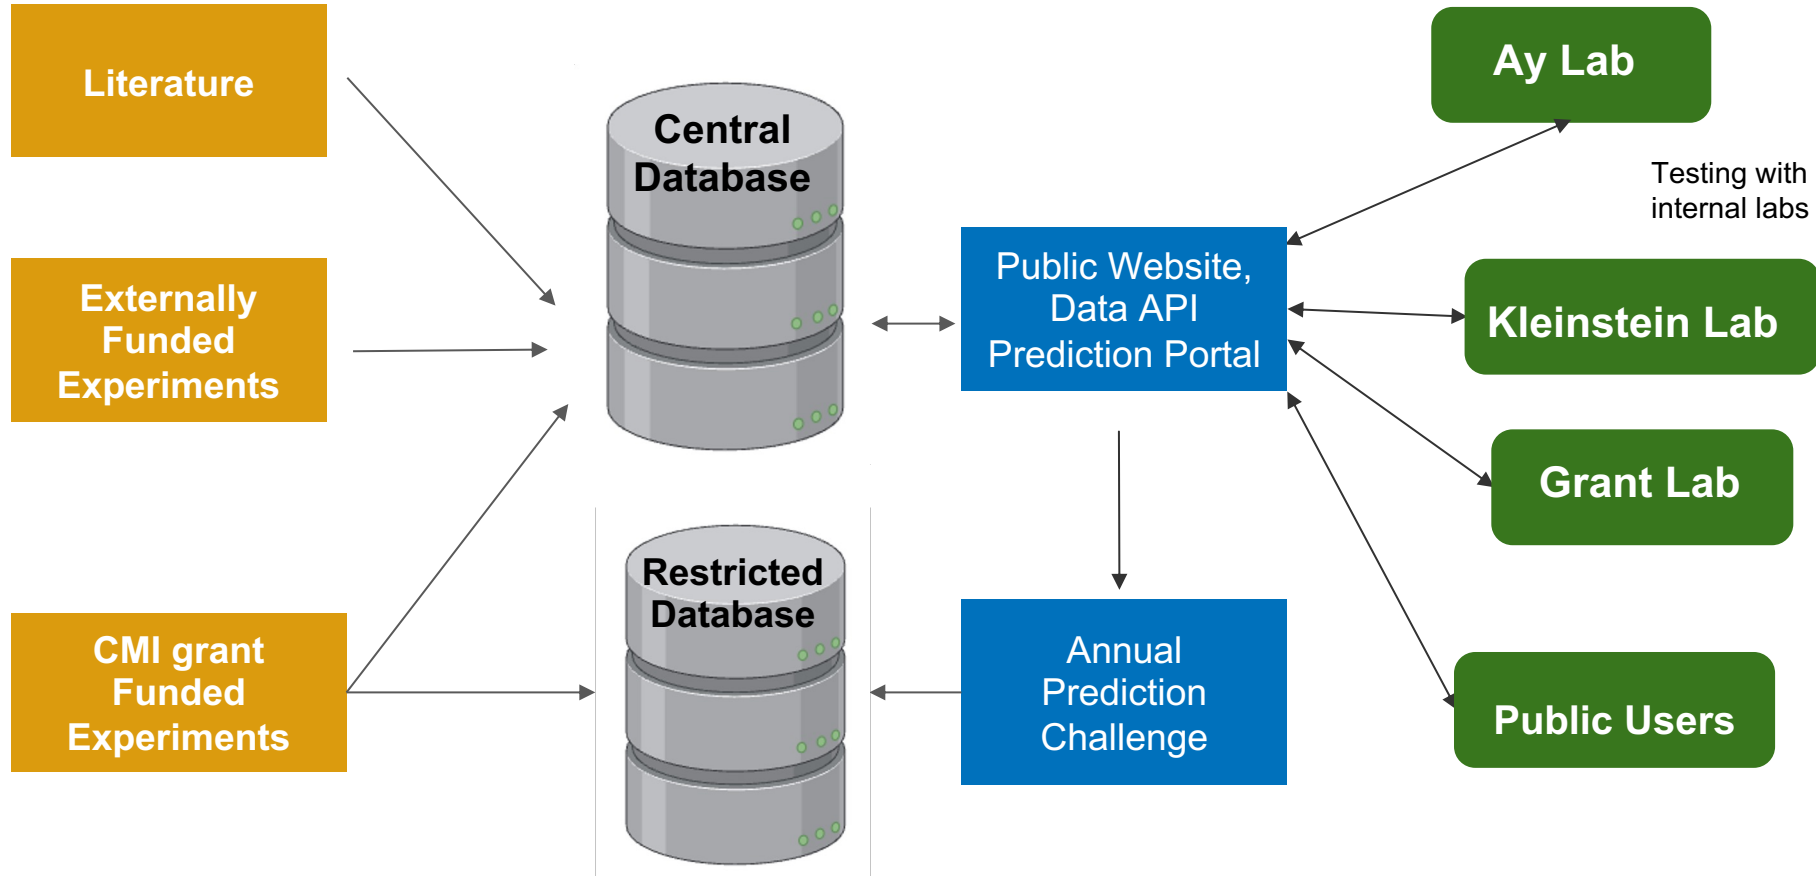 Literature
Externally
Funded
Experiments
CMI grant
Funded
Experiments
Central
Database
Restricted
Database
Public Website,
Data API
Prediction Portal
Annual
Prediction
Challenge
Ay Lab
Testing with
internal labs
Kleinstein Lab
Grant Lab
Public Users